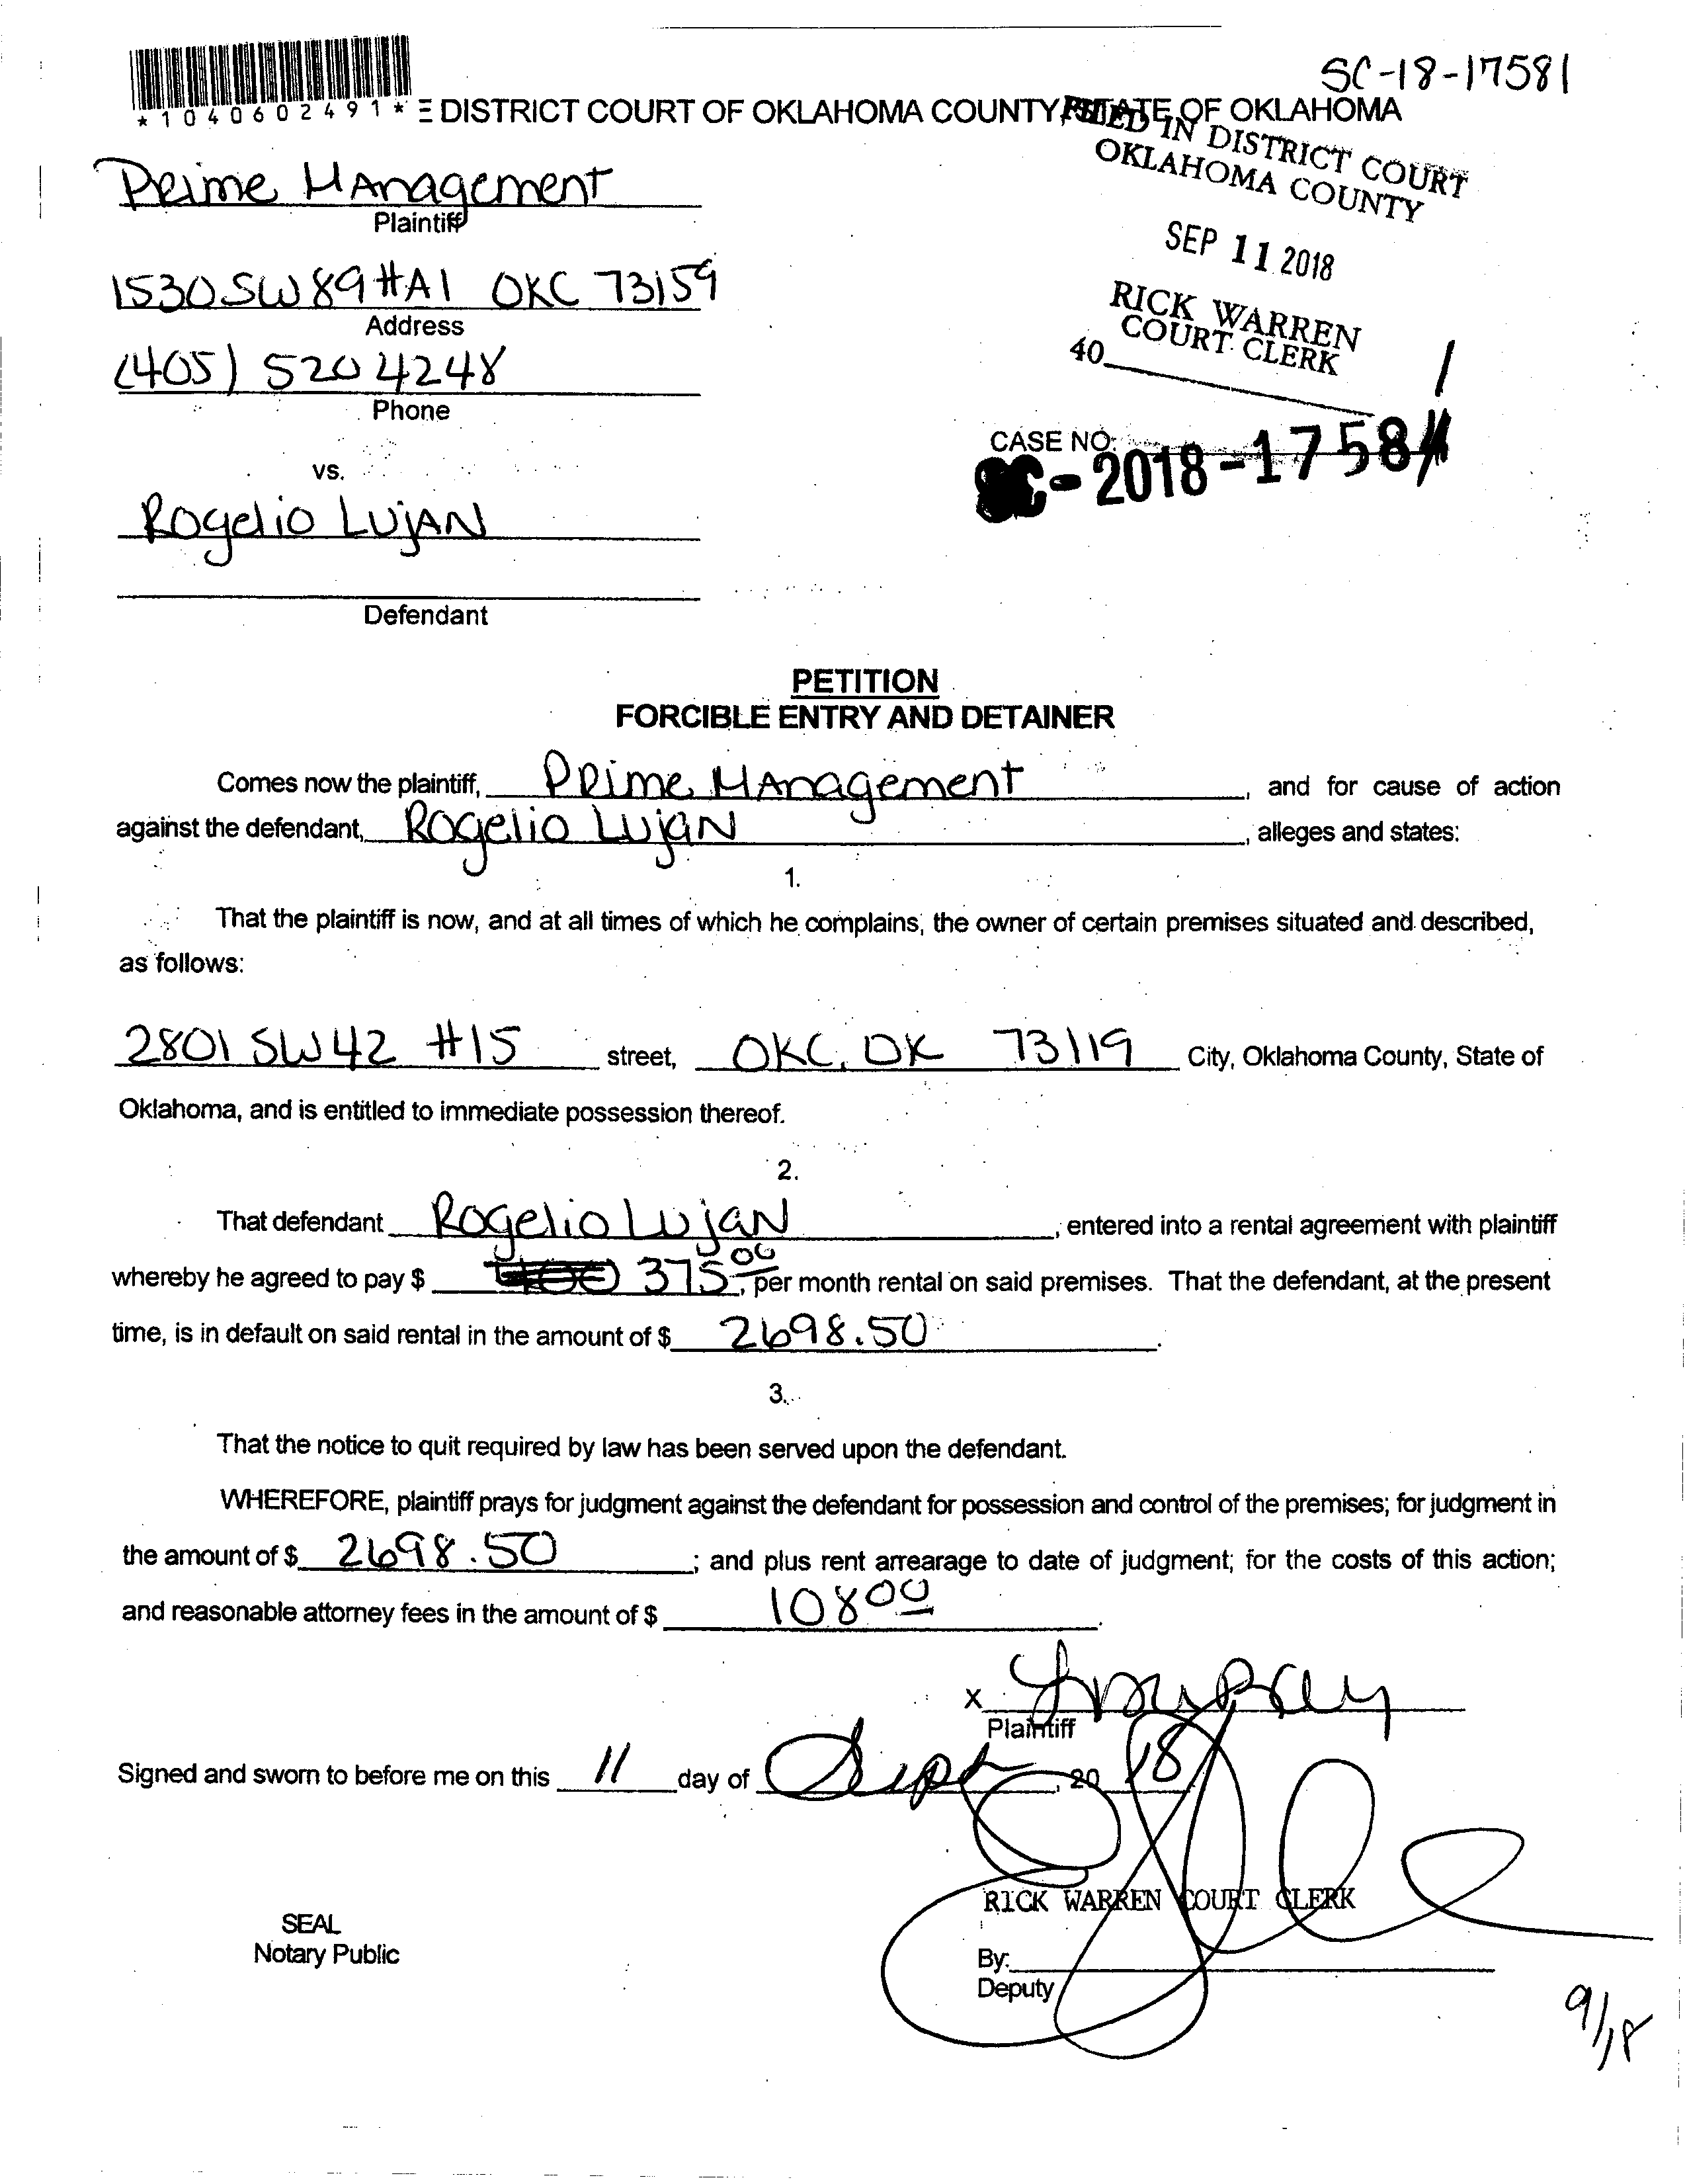 SC-18-17581
*1040602491* E DISTRICT COURT OF OKLAHOMA COUNTY, STATE OF OKLAHOMA
FILED IN DISTRICT COURT
OKLAHOMA COUNTY
Prime Management
Plaintiff
SEP 11 2018
1530 SW 89 #A1 OKC 73159
Address
RICK WARREN
COURT CLERK
40
(405) 520 4248
Phone
CASE NO:
SC-2018-17581
vs.
Rogelio Lujan
Defendant
PETITION
FORCIBLE ENTRY AND DETAINER
Comes now the plaintiff, Prime Management, and for cause of action
against the defendant, Rogelio Lujan, alleges and states:
1.
That the plaintiff is now, and at all times of which he complains, the owner of certain premises situated and described,
as follows:
2801 SW 42 #15 street, OKC, OK 73119 City, Oklahoma County, State of
Oklahoma, and is entitled to immediate possession thereof.
2.
That defendant Rogelio Lujan, entered into a rental agreement with plaintiff
whereby he agreed to pay $ 375.00, per month rental on said premises. That the defendant, at the present
time, is in default on said rental in the amount of $ 2698.50.
3.
That the notice to quit required by law has been served upon the defendant.
WHEREFORE, plaintiff prays for judgment against the defendant for possession and control of the premises; for judgment in
the amount of $ 2698.50; and plus rent arrearage to date of judgment; for the costs of this action;
and reasonable attorney fees in the amount of $ 108 00.
X
Plaintiff
Signed and sworn to before me on this 11 day of Sept, 20 18
RICK WARREN COURT CLERK
SEAL
Notary Public
By:
Deputy
9/18